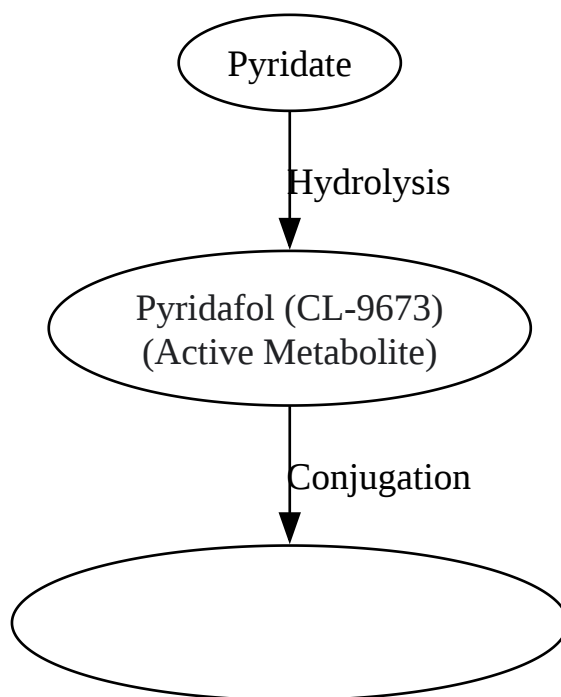 Pyridate
Hydrolysis
Pyridafol (CL-9673)
(Active Metabolite)
Conjugation